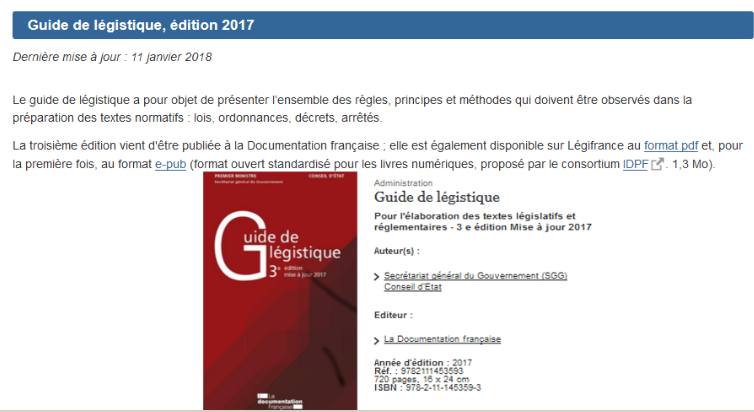 Guide de légistique, édition 2017
Dernière mise à jour : 11 janvier 2018
Le guide de légistique a pour objet de présenter l'ensemble des règles, principes et méthodes qui doivent être observés dans la
préparation des textes normatifs : lois, ordonnances, décrets, arrêtés.
La troisième édition vient d'être publiée à la Documentation française ; elle est également disponible sur Légifrance au format pdf et, pour
la première fois, au format e-pub (format ouvert standardisé pour les livres numériques, proposé par le consortium IDPF . 1,3 Mo).
PREMIER MINISTRE CONSEIL D'ÉTAT
Secrétariat général du Gouvernement
Guide de
légistique
3e édition
mise à jour 2017
La
documentation
Française
Administration
Guide de légistique
Pour l'élaboration des textes législatifs et
réglementaires - 3 e édition Mise à jour 2017
Auteur(s) :
Secrétariat général du Gouvernement (SGG)
Conseil d'Etat
Editeur :
La Documentation française
Année d'édition : 2017
Réf. : 9782111453593
720 pages, 16 x 24 cm
ISBN : 978-2-11-145359-3